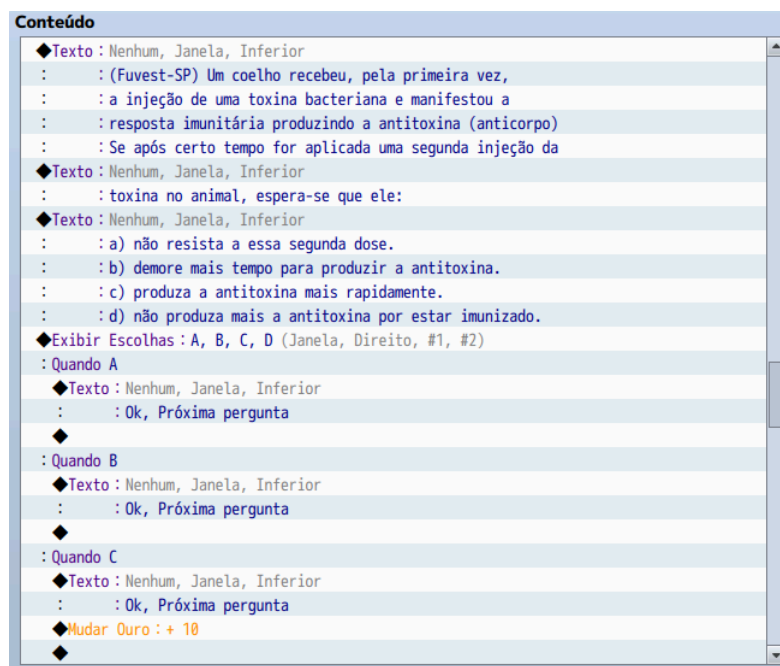 Conteúdo
◆Texto：Nenhum, Janela, Inferior
：　　：(Fuvest-SP) Um coelho recebeu, pela primeira vez,
：　　：a injeção de uma toxina bacteriana e manifestou a
：　　：resposta imunitária produzindo a antitoxina (anticorpo)
：　　：Se após certo tempo for aplicada uma segunda injeção da
◆Texto：Nenhum, Janela, Inferior
：　　：toxina no animal, espera-se que ele:
◆Texto：Nenhum, Janela, Inferior
：　　：a) não resista a essa segunda dose.
：　　：b) demore mais tempo para produzir a antitoxina.
：　　：c) produza a antitoxina mais rapidamente.
：　　：d) não produza mais a antitoxina por estar imunizado.
◆Exibir Escolhas：A, B, C, D (Janela, Direito, #1, #2)
：Quando A
◆Texto：Nenhum, Janela, Inferior
：　　：Ok, Próxima pergunta
◆
：Quando B
◆Texto：Nenhum, Janela, Inferior
：　　：Ok, Próxima pergunta
◆
：Quando C
◆Texto：Nenhum, Janela, Inferior
：　　：Ok, Próxima pergunta
◆Mudar Ouro：+ 10
◆